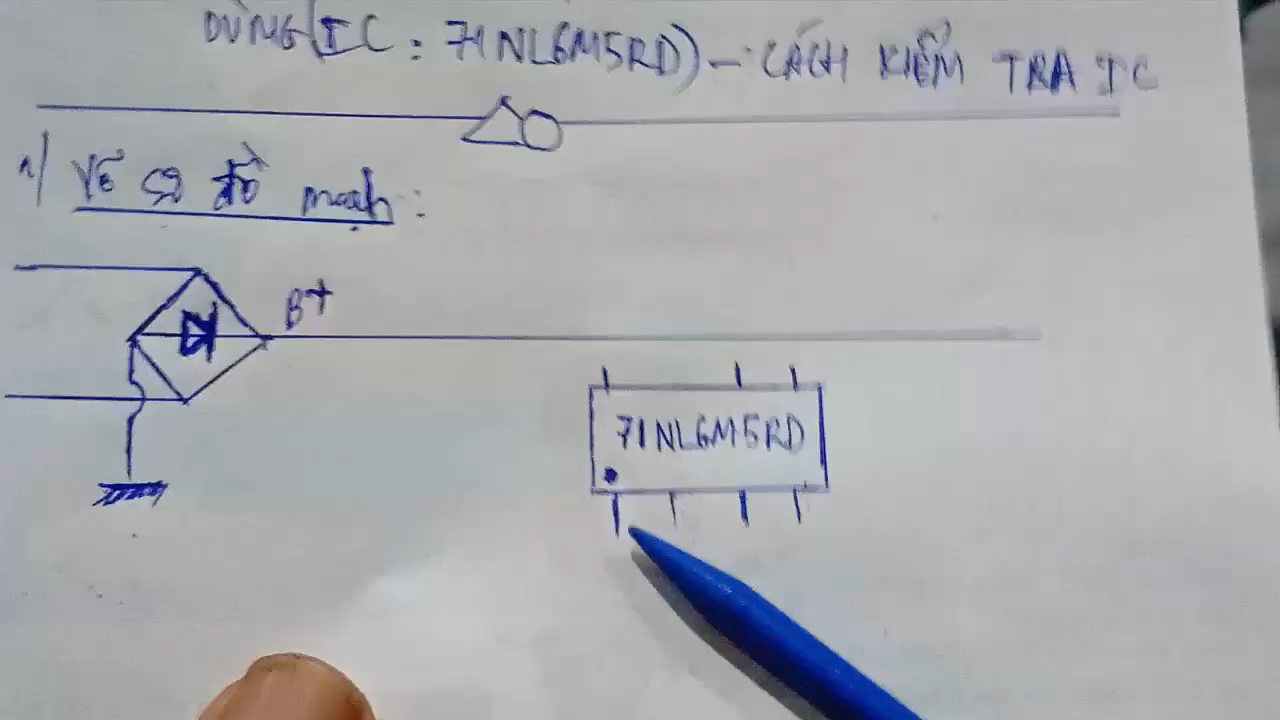 DÙNG (IC : 71NL6M5RD) – CÁCH KIỂM TRA IC
1/ Vẽ sơ đồ mạch :
B+
71NL6M5RD